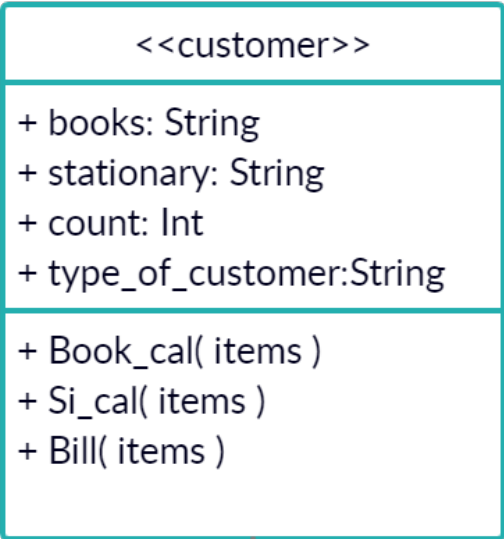 <<customer>>
+ books: String
+ stationary: String
+ count: Int
+ type_of_customer:String
+ Book_cal( items )
+ Si_cal( items )
+ Bill( items )